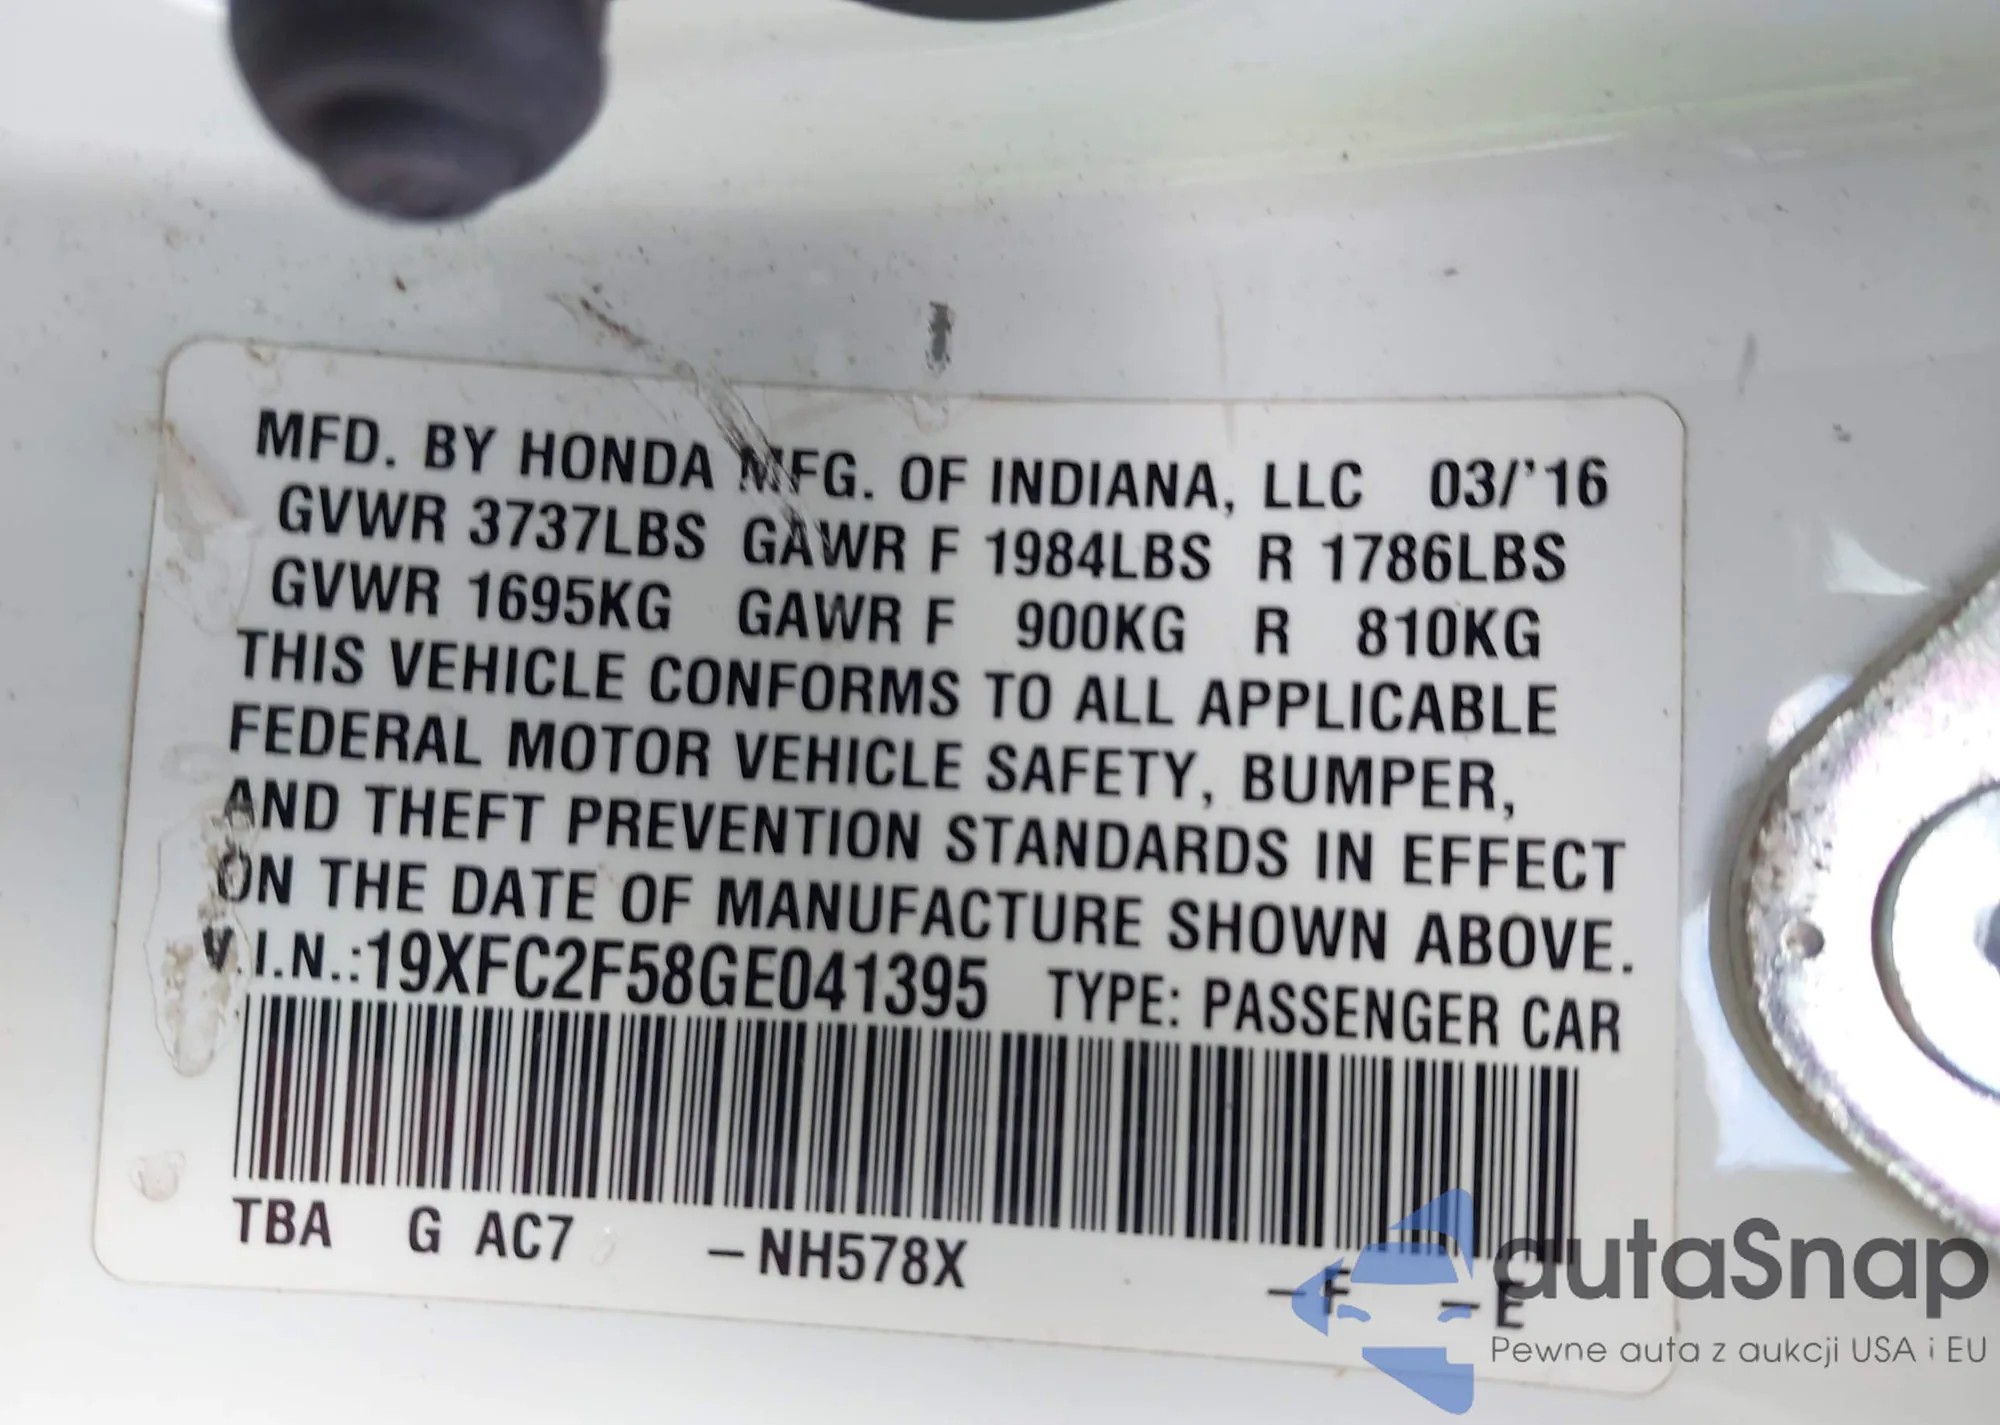 MFD. BY HONDA MFG. OF INDIANA, LLC 03/'16
GVWR 3737LBS GAWR F 1984LBS R 1786LBS
GVWR 1695KG GAWR F 900KG R 810KG
THIS VEHICLE CONFORMS TO ALL APPLICABLE
FEDERAL MOTOR VEHICLE SAFETY, BUMPER,
AND THEFT PREVENTION STANDARDS IN EFFECT
ON THE DATE OF MANUFACTURE SHOWN ABOVE.
V.I.N.:19XFC2F58GE041395 TYPE: PASSENGER CAR
TBA G AC7 –NH578X –F –E
autaSnap
Pewne auta z aukcji USA i EU